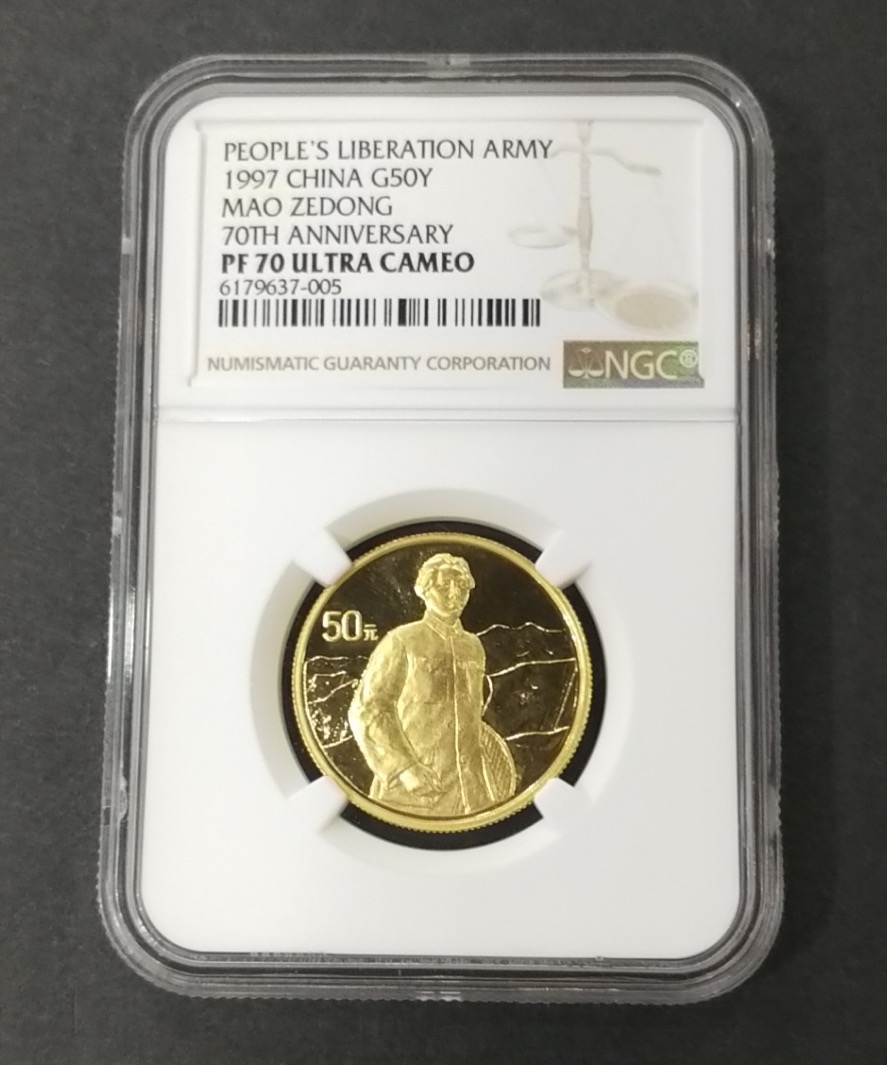 PEOPLE'S LIBERATION ARMY
1997 CHINA G50Y
MAO ZEDONG
70TH ANNIVERSARY
PF 70 ULTRA CAMEO
6179637-005
NUMISMATIC GUARANTY CORPORATION
NGC®
50元